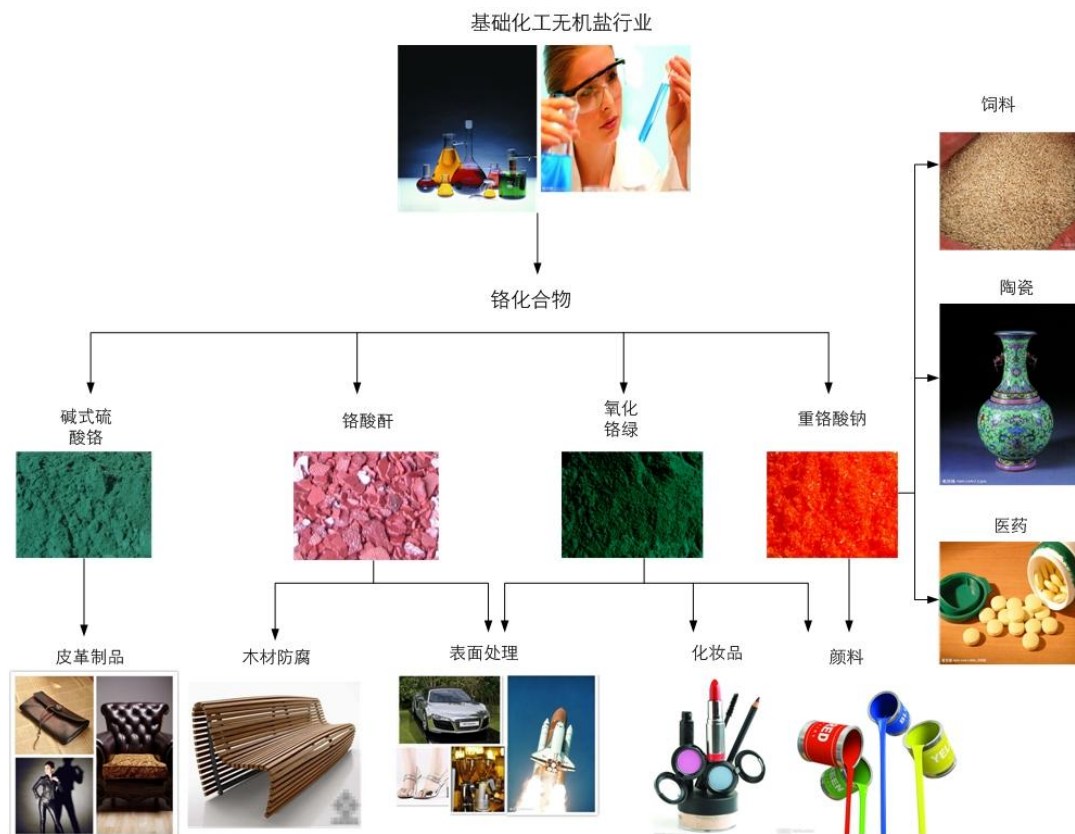 基础化工无机盐行业
饲料
铬化合物
陶瓷
碱式硫
酸铬
铬酸酐
氧化
铬绿
重铬酸钠
医药
皮革制品
木材防腐
表面处理
化妆品
颜料
RED